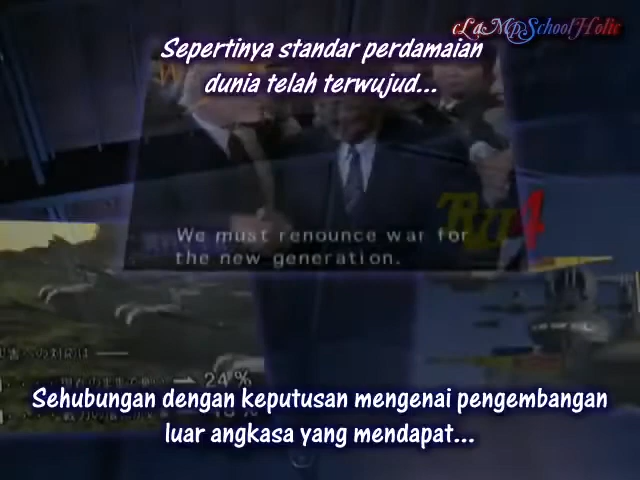 cLaMpSchoolHolic
Sepertinya standar perdamaian
dunia telah terwujud...
We must renounce war for
the new generation.
24%
Sehubungan dengan keputusan mengenai pengembangan
luar angkasa yang mendapat...